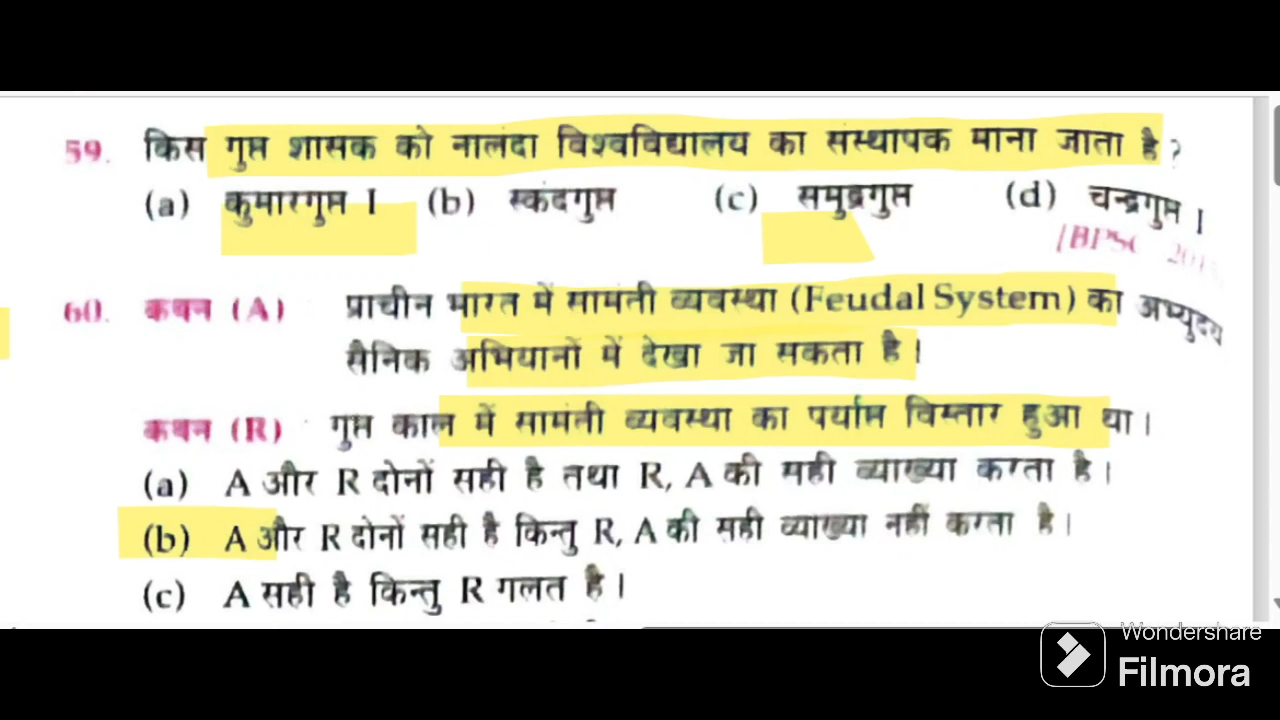 59. किस गुप्त शासक को नालंदा विश्वविद्यालय का संस्थापक माना जाता है ?
(a) कुमारगुप्त I (b) स्कंदगुप्त (c) समुद्रगुप्त (d) चन्द्रगुप्त I
[BPSC
60. कथन (A) प्राचीन भारत में सामंती व्यवस्था (Feudal System) का अभ्युदय
सैनिक अभियानों में देखा जा सकता है।
कथन (R) गुप्त काल में सामंती व्यवस्था का पर्याप्त विस्तार हुआ था।
(a) A और R दोनों सही है तथा R, A की सही व्याख्या करता है।
(b) A और R दोनों सही है किन्तु R, A की सही व्याख्या नहीं करता है।
(c) A सही है किन्तु R गलत है।
Wondershare
Filmora